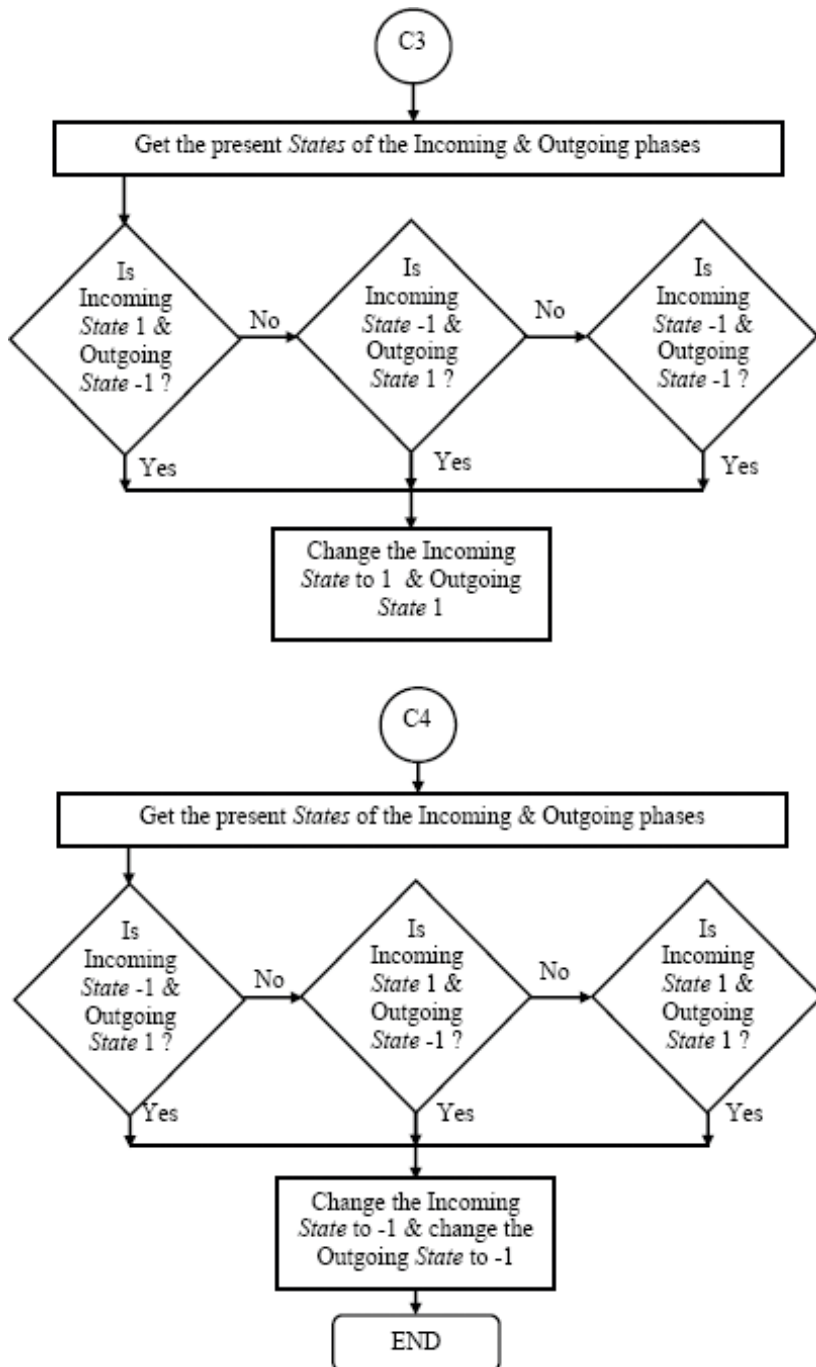 C3
Get the present States of the Incoming & Outgoing phases
Is
Incoming
State 1 &
Outgoing
State -1 ?
No
Is
Incoming
State -1 &
Outgoing
State 1 ?
No
Is
Incoming
State -1 &
Outgoing
State -1 ?
Yes
Yes
Yes
Change the Incoming
State to 1 & Outgoing
State 1
C4
Get the present States of the Incoming & Outgoing phases
Is
Incoming
State -1 &
Outgoing
State 1 ?
No
Is
Incoming
State 1 &
Outgoing
State -1 ?
No
Is
Incoming
State 1 &
Outgoing
State 1 ?
Yes
Yes
Yes
Change the Incoming
State to -1 & change the
Outgoing State to -1
END